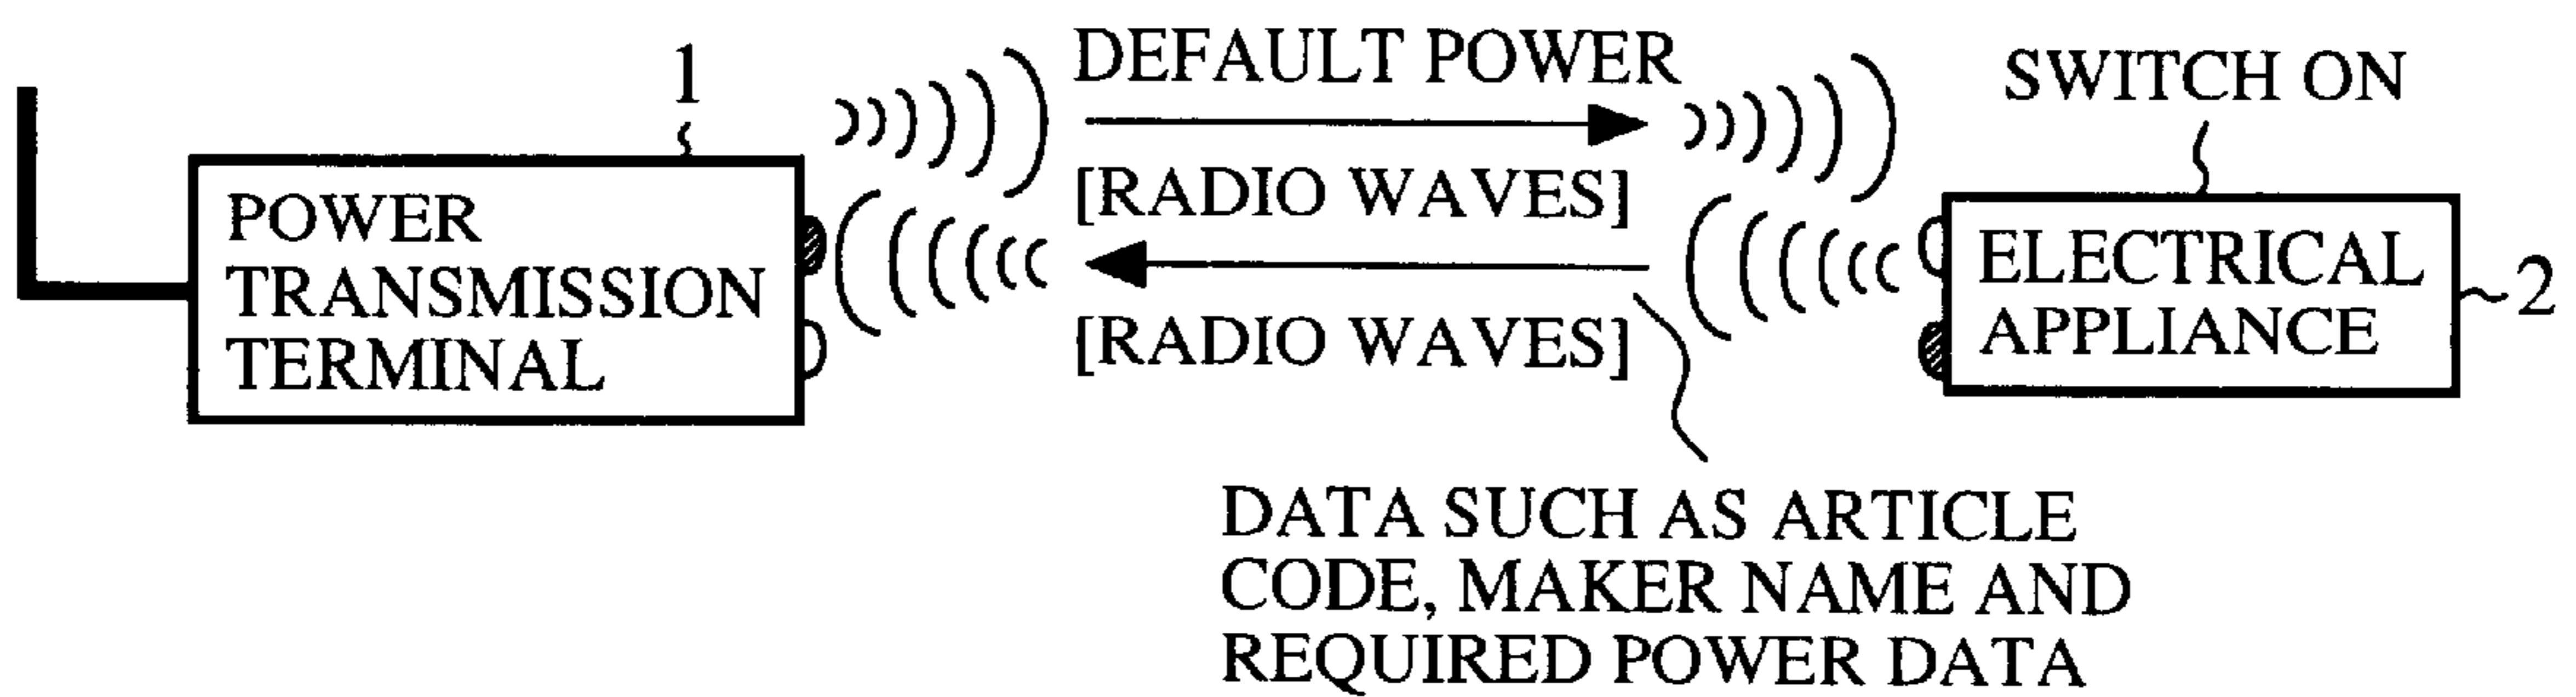 1
DEFAULT POWER
SWITCH ON
[RADIO WAVES]
POWER
TRANSMISSION
TERMINAL
ELECTRICAL
APPLIANCE
2
[RADIO WAVES]
DATA SUCH AS ARTICLE
CODE, MAKER NAME AND
REQUIRED POWER DATA